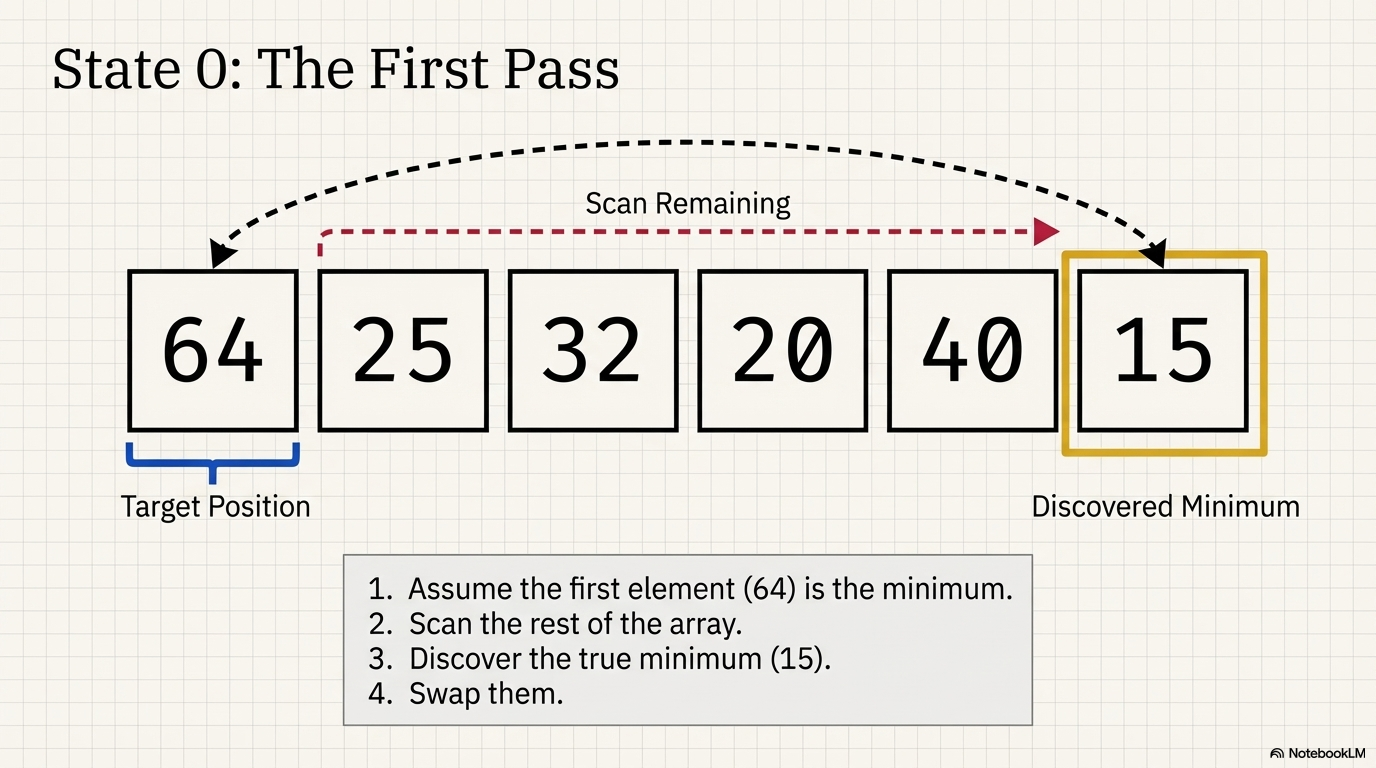 State 0: The First Pass
Scan Remaining
64 25 32 20 40 15
Target Position
Discovered Minimum
1. Assume the first element (64) is the minimum.
2. Scan the rest of the array.
3. Discover the true minimum (15).
4. Swap them.
NotebookLM